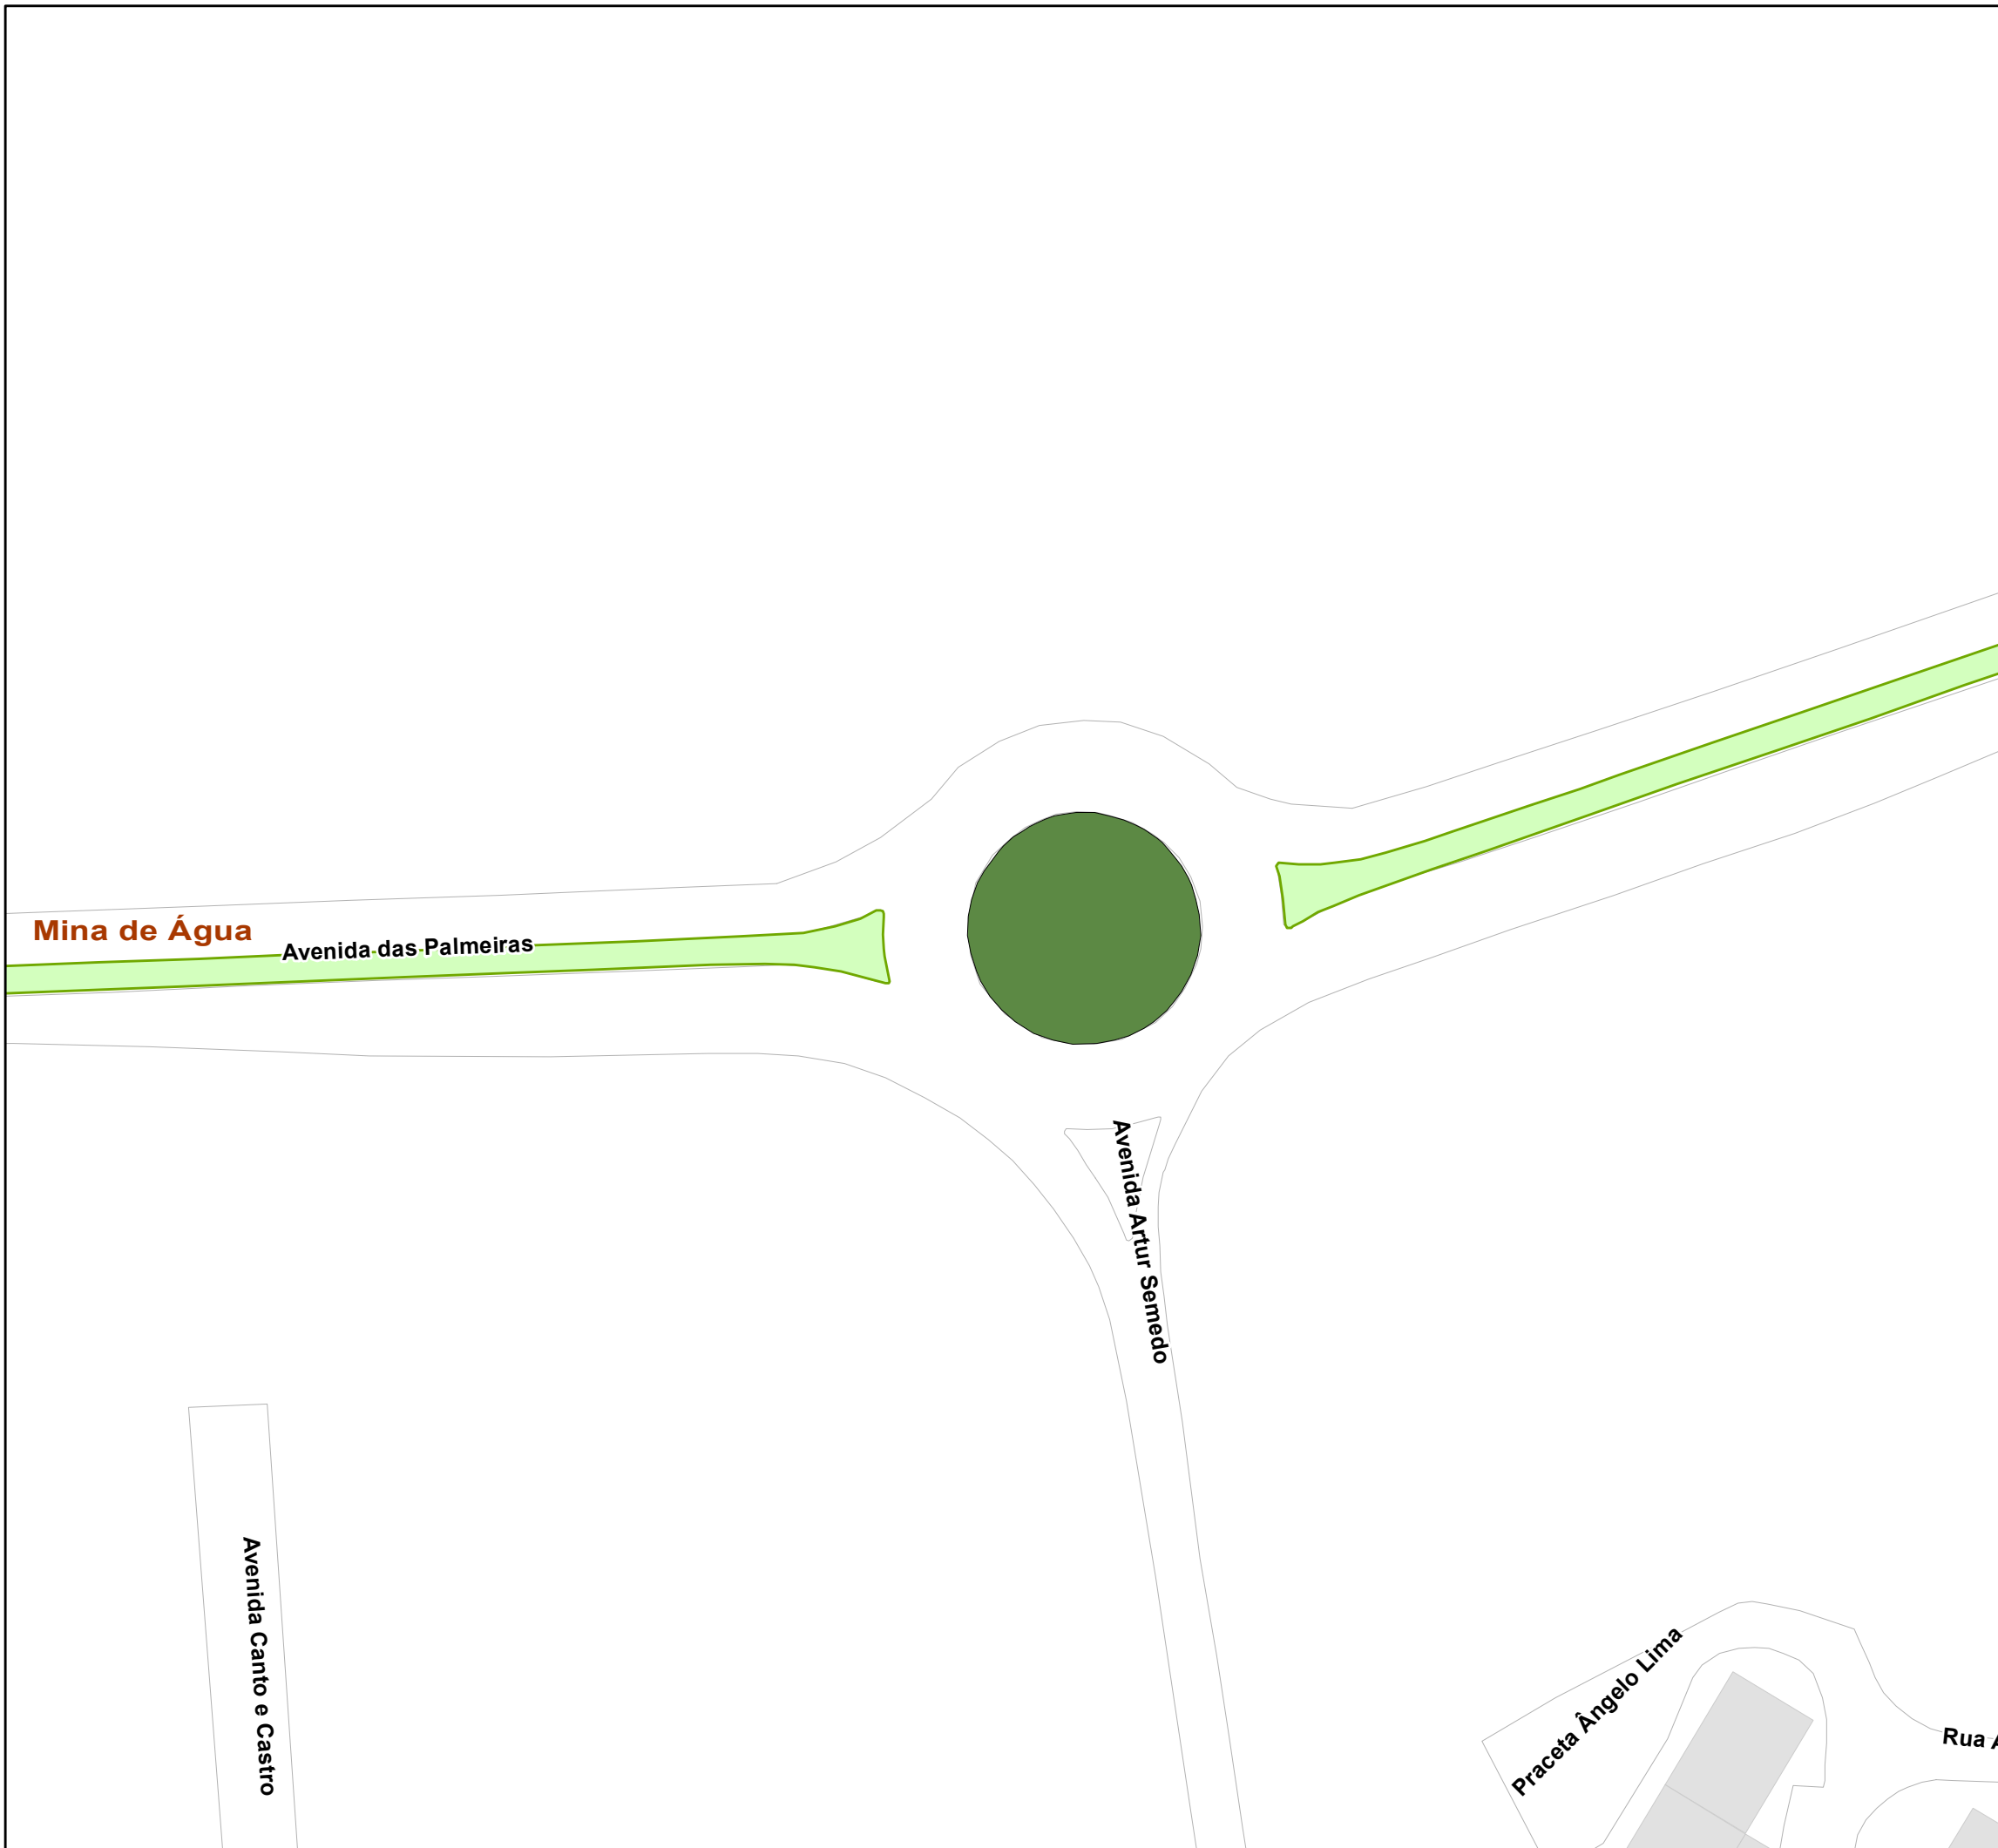 Mina de Água
Avenida das Palmeiras
Avenida Artur Semedo
Avenida Canto e Castro
Praceta Ângelo Lima
Rua